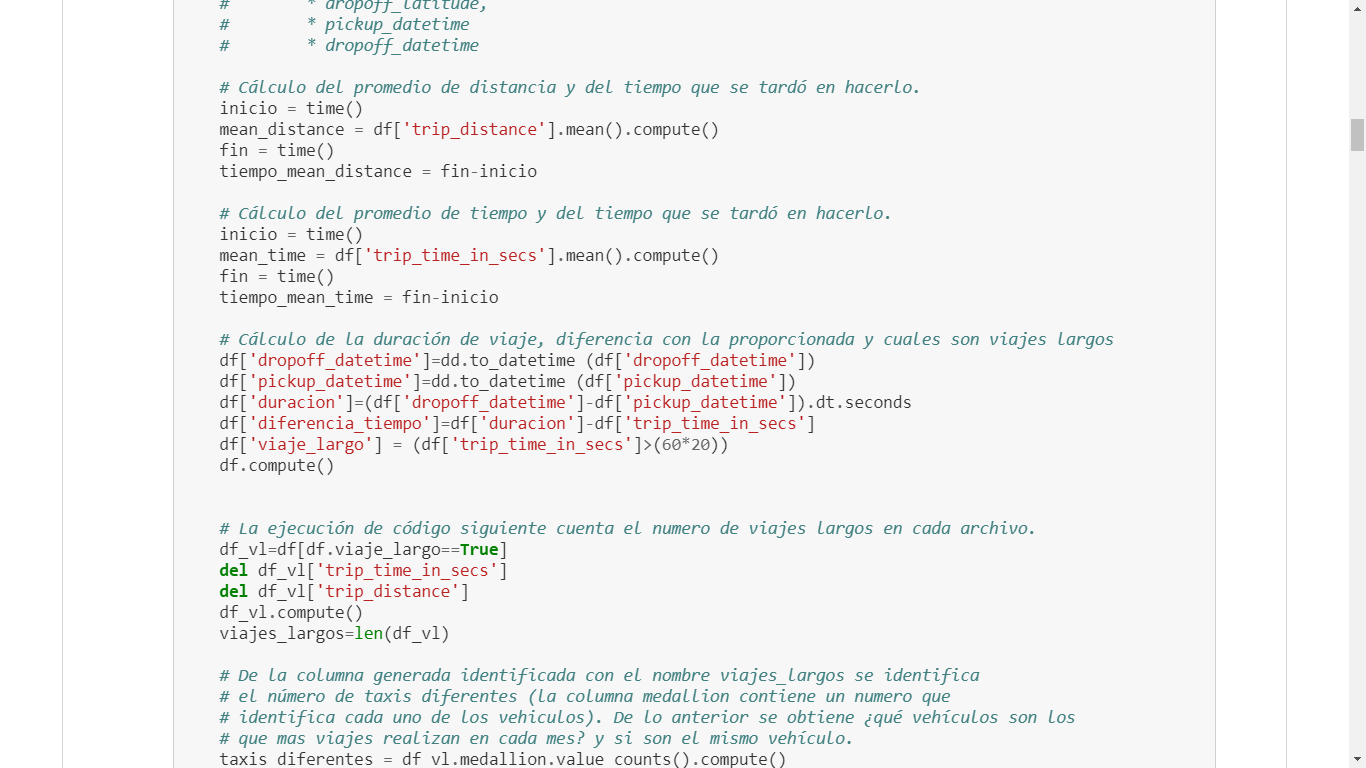 #        * dropoff_latitude,
#        * pickup_datetime
#        * dropoff_datetime
# Cálculo del promedio de distancia y del tiempo que se tardó en hacerlo.
inicio = time()
mean_distance = df['trip_distance'].mean().compute()
fin = time()
tiempo_mean_distance = fin-inicio
# Cálculo del promedio de tiempo y del tiempo que se tardó en hacerlo.
inicio = time()
mean_time = df['trip_time_in_secs'].mean().compute()
fin = time()
tiempo_mean_time = fin-inicio
# Cálculo de la duración de viaje, diferencia con la proporcionada y cuales son viajes largos
df['dropoff_datetime']=dd.to_datetime (df['dropoff_datetime'])
df['pickup_datetime']=dd.to_datetime (df['pickup_datetime'])
df['duracion']=(df['dropoff_datetime']-df['pickup_datetime']).dt.seconds
df['diferencia_tiempo']=df['duracion']-df['trip_time_in_secs']
df['viaje_largo'] = (df['trip_time_in_secs']>(60*20))
df.compute()
# La ejecución de código siguiente cuenta el numero de viajes largos en cada archivo.
df_vl=df[df.viaje_largo==True]
del df_vl['trip_time_in_secs']
del df_vl['trip_distance']
df_vl.compute()
viajes_largos=len(df_vl)
# De la columna generada identificada con el nombre viajes_largos se identifica
# el número de taxis diferentes (la columna medallion contiene un numero que
# identifica cada uno de los vehiculos). De lo anterior se obtiene ¿qué vehículos son los
# que mas viajes realizan en cada mes? y si son el mismo vehículo.
taxis_diferentes = df_vl.medallion.value_counts().compute()